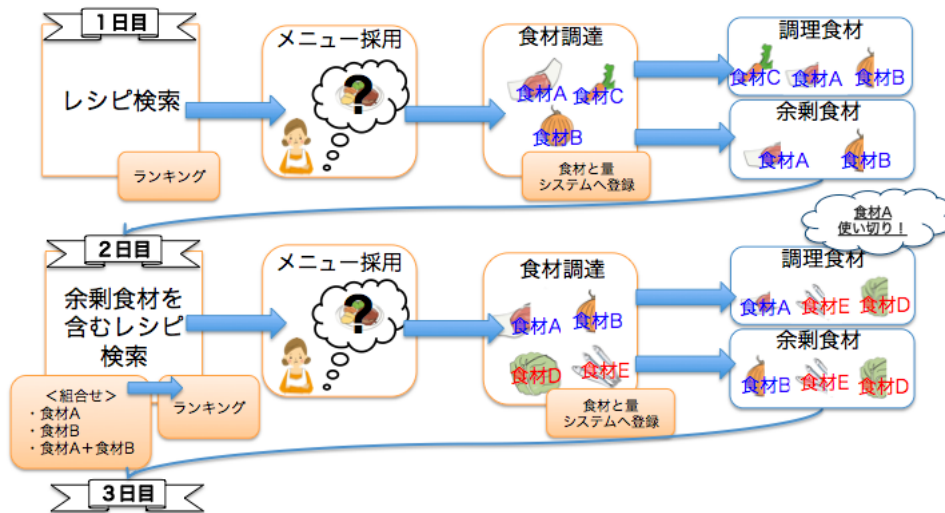 1日目
レシピ検索
ランキング
メニュー採用
?
食材調達
食材A
食材C
食材B
食材と量
システムへ登録
調理食材
食材C
食材A
食材B
余剰食材
食材A
食材B
食材A
使い切り！
2日目
余剰食材を
含むレシピ
検索
＜組合せ＞
・食材A
・食材B
・食材A＋食材B
ランキング
メニュー採用
?
食材調達
食材A
食材B
食材D
食材E
食材と量
システムへ登録
調理食材
食材A
食材E
食材D
余剰食材
食材B
食材E
食材D
3日目